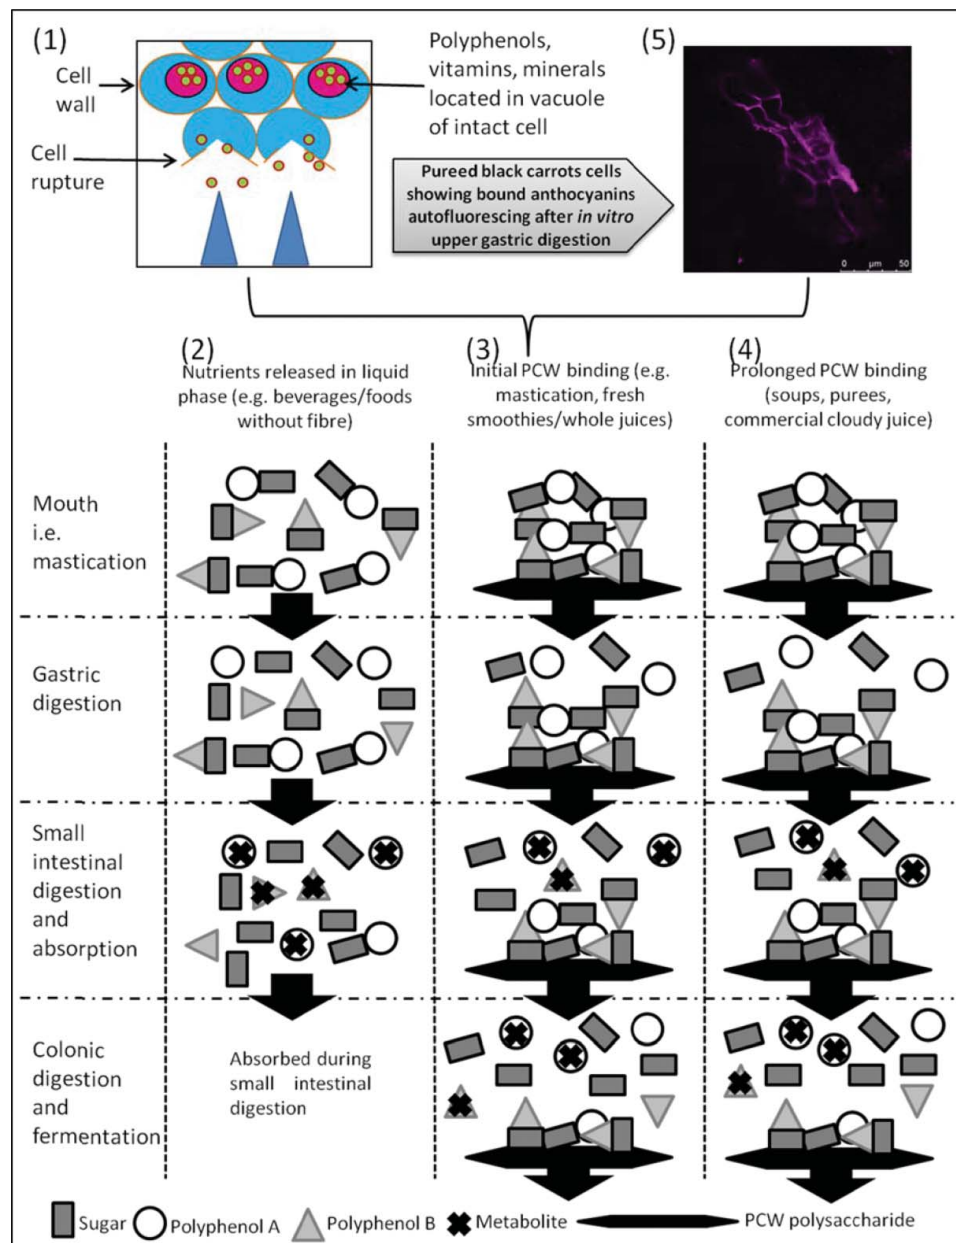 (1)
Cell
wall
Cell
rupture
Polyphenols,
vitamins, minerals
located in vacuole
of intact cell
(5)
Pureed black carrots cells
showing bound anthocyanins
autofluorescing after in vitro
upper gastric digestion
0 µm 50
(2)
Nutrients released in liquid
phase (e.g. beverages/foods
without fibre)
(3)
Initial PCW binding (e.g.
mastication, fresh
smoothies/whole juices)
(4)
Prolonged PCW binding
(soups, purees,
commercial cloudy juice)
Mouth
i.e.
mastication
Gastric
digestion
Small
intestinal
digestion
and
absorption
Colonic
digestion
and
fermentation
Absorbed during
small intestinal
digestion
Sugar Polyphenol A Polyphenol B Metabolite PCW polysaccharide